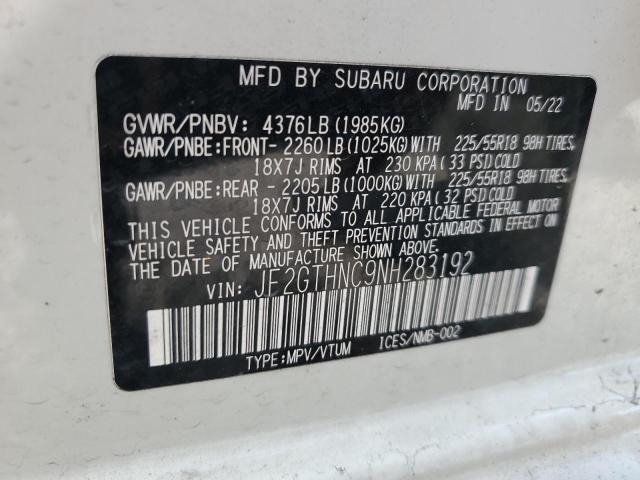 MFD BY SUBARU CORPORATION
MFD IN 05/22
GVWR/PNBV: 4376LB (1985KG)
GAWR/PNBE:FRONT- 2260LB (1025KG)WITH 225/55R18 98H TIRES,
18X7J RIMS AT 230 KPA (33 PSI)COLD
GAWR/PNBE:REAR - 2205LB (1000KG)WITH 225/55R18 98H TIRES,
18X7J RIMS AT 220 KPA (32 PSI)COLD
THIS VEHICLE CONFORMS TO ALL APPLICABLE FEDERAL MOTOR
VEHICLE SAFETY AND THEFT PREVENTION STANDARDS IN EFFECT ON
THE DATE OF MANUFACTURE SHOWN ABOVE.
VIN: JF2GTHNC9NH283192
TYPE:MPV/VTUM ICES/NMB-002